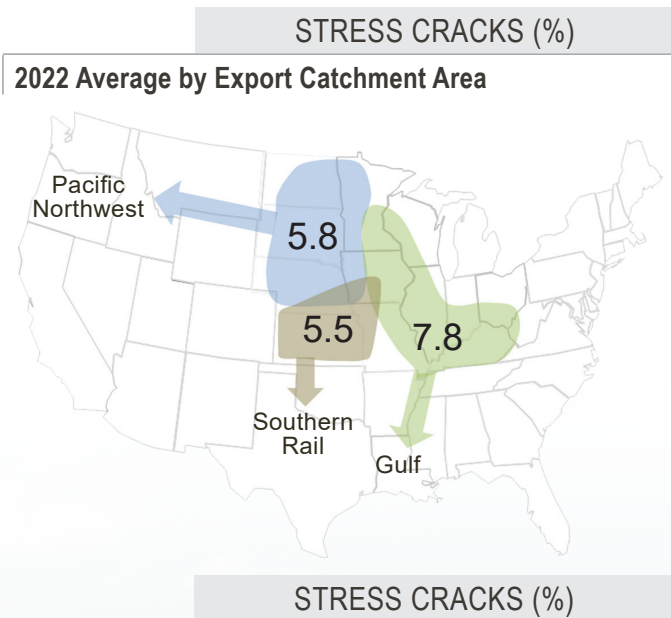 STRESS CRACKS (%)
2022 Average by Export Catchment Area
Pacific
Northwest
5.8
5.5
7.8
Southern
Rail
Gulf
STRESS CRACKS (%)